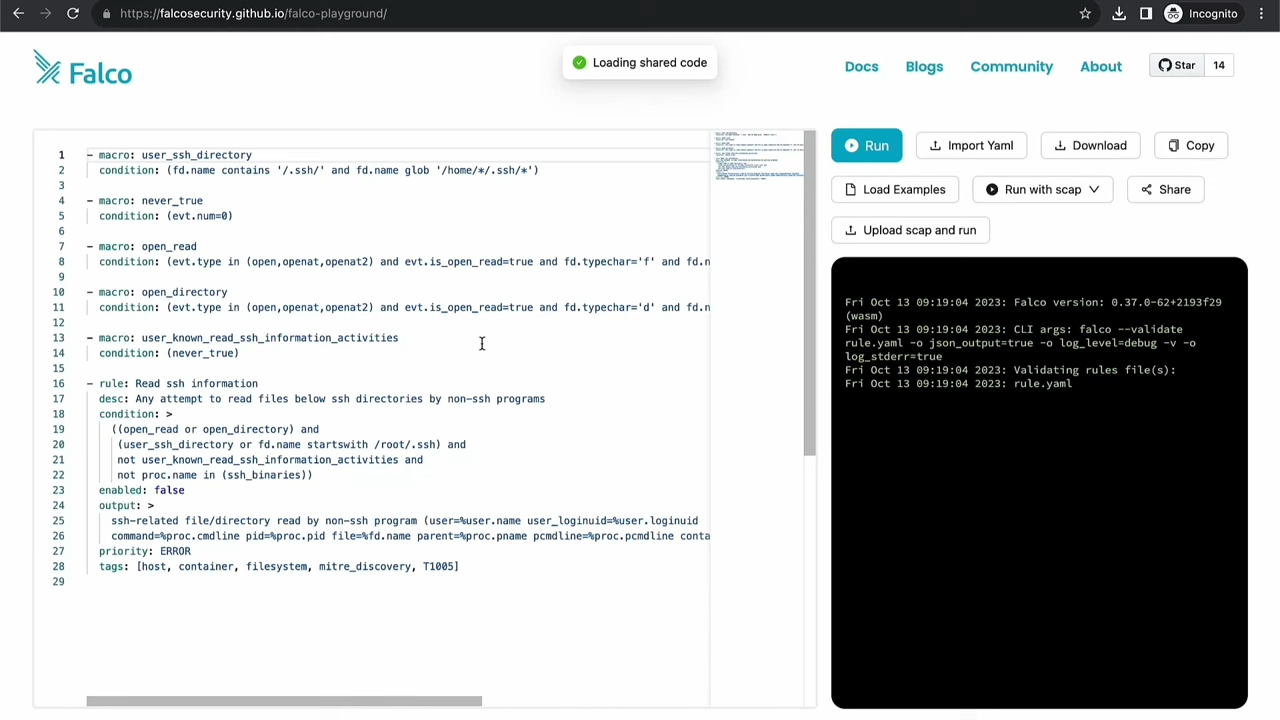 https://falcosecurity.github.io/falco-playground/
Incognito
Falco
Loading shared code
Docs
Blogs
Community
About
Star
14
1 - macro: user_ssh_directory
2 condition: (fd.name contains '/.ssh/' and fd.name glob '/home/*/.ssh/*')
3
4 - macro: never_true
5 condition: (evt.num=0)
6
7 - macro: open_read
8 condition: (evt.type in (open,openat,openat2) and evt.is_open_read=true and fd.typechar='f' and fd.n
9
10 - macro: open_directory
11 condition: (evt.type in (open,openat,openat2) and evt.is_open_read=true and fd.typechar='d' and fd.n
12
13 - macro: user_known_read_ssh_information_activities
14 condition: (never_true)
15
16 - rule: Read ssh information
17 desc: Any attempt to read files below ssh directories by non-ssh programs
18 condition: >
19 ((open_read or open_directory) and
20 (user_ssh_directory or fd.name startswith /root/.ssh) and
21 not user_known_read_ssh_information_activities and
22 not proc.name in (ssh_binaries))
23 enabled: false
24 output: >
25 ssh-related file/directory read by non-ssh program (user=%user.name user_loginuid=%user.loginuid
26 command=%proc.cmdline pid=%proc.pid file=%fd.name parent=%proc.pname pcmdline=%proc.pcmdline conta
27 priority: ERROR
28 tags: [host, container, filesystem, mitre_discovery, T1005]
29
Run
Import Yaml
Download
Copy
Load Examples
Run with scap
Share
Upload scap and run
Fri Oct 13 09:19:04 2023: Falco version: 0.37.0-62+2193f29
(wasm)
Fri Oct 13 09:19:04 2023: CLI args: falco --validate
rule.yaml -o json_output=true -o log_level=debug -v -o
log_stderr=true
Fri Oct 13 09:19:04 2023: Validating rules file(s):
Fri Oct 13 09:19:04 2023: rule.yaml